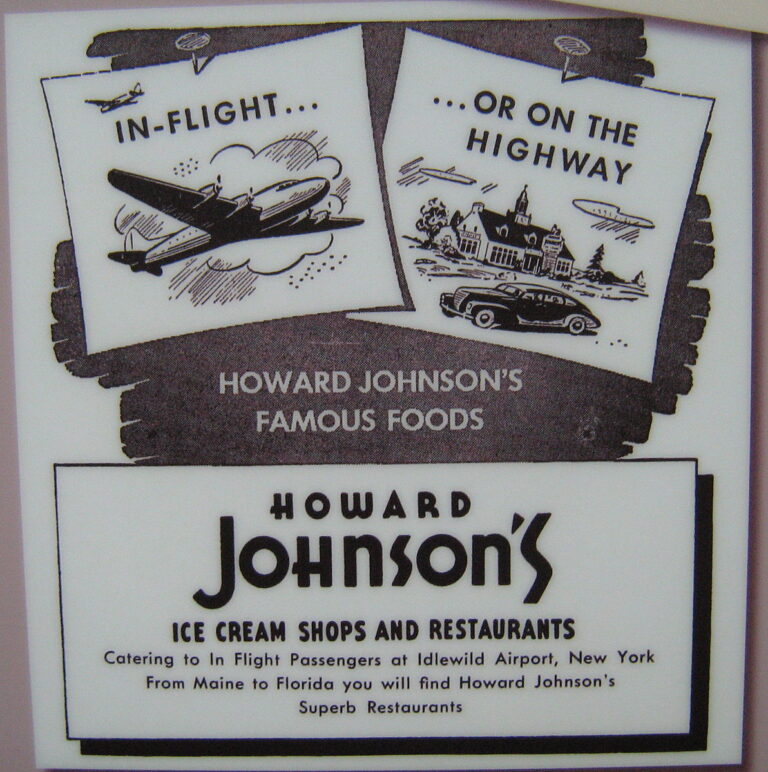 IN-FLIGHT...
...OR ON THE
HIGHWAY
HOWARD JOHNSON'S
FAMOUS FOODS
HOWARD
JOHNSON'S
ICE CREAM SHOPS AND RESTAURANTS
Catering to In Flight Passengers at Idlewild Airport, New York
From Maine to Florida you will find Howard Johnson's
Superb Restaurants